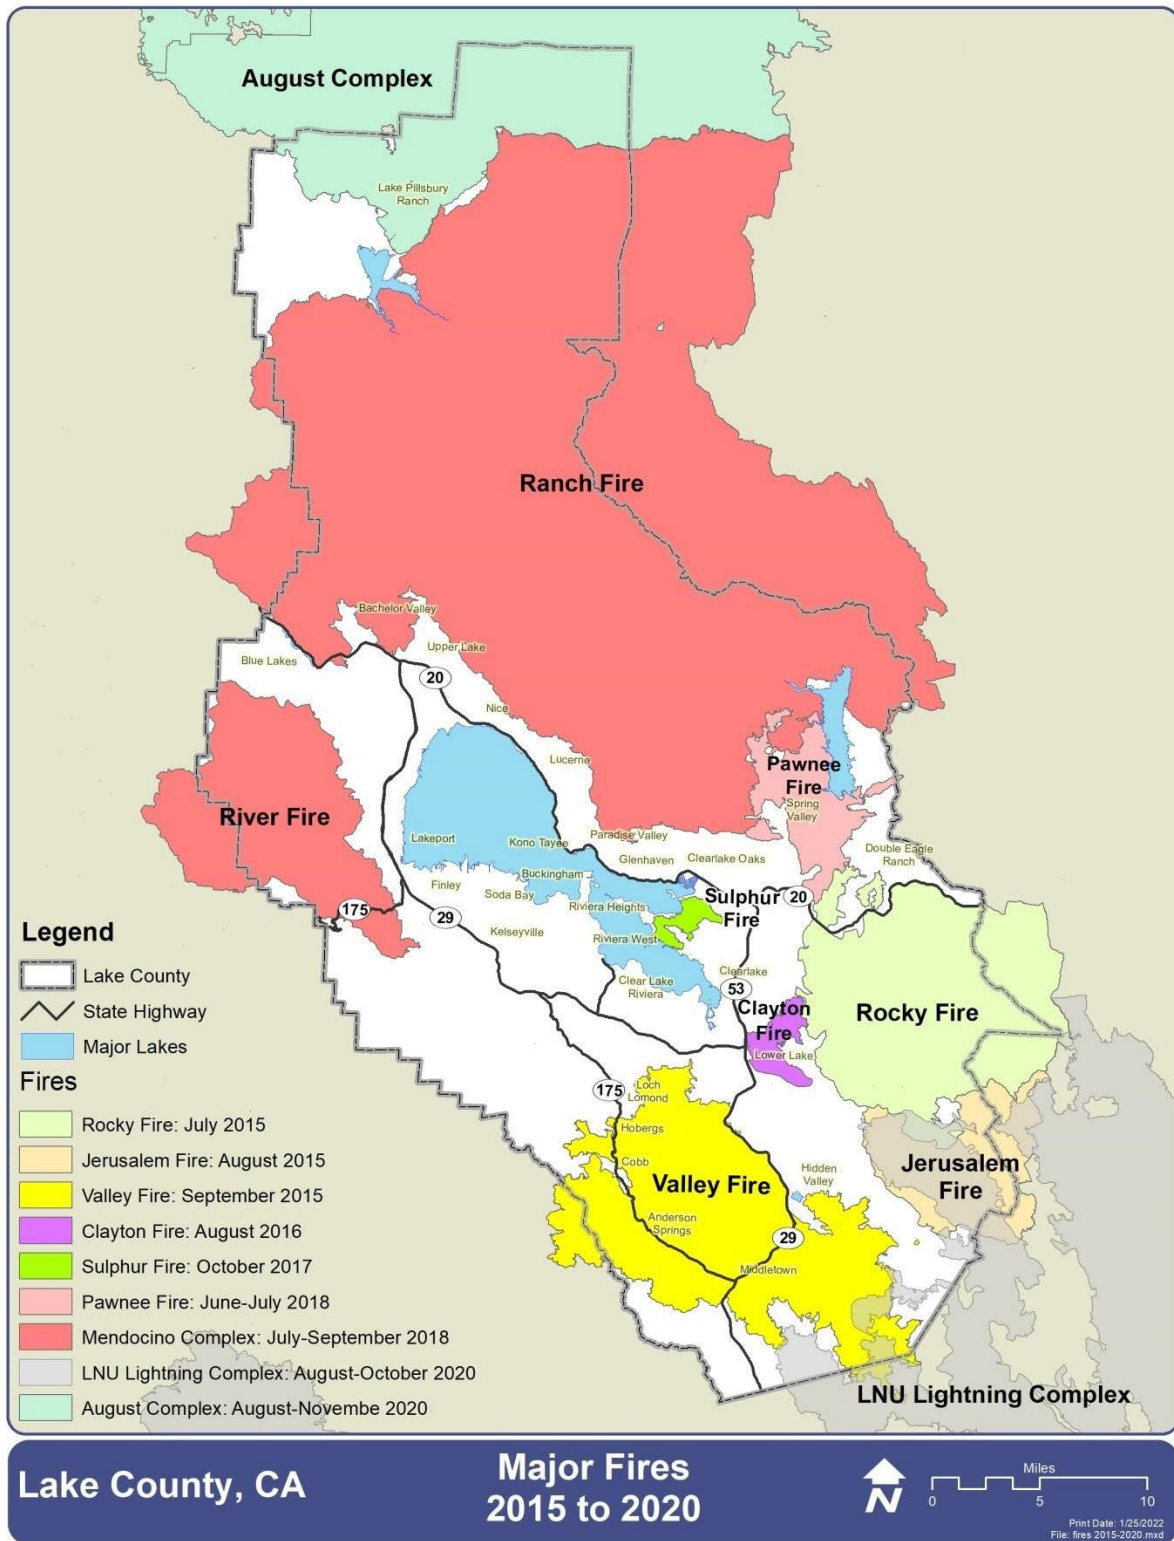 August Complex
Lake Pillsbury
Ranch
Ranch Fire
Bachelor Valley
Upper Lake
Blue Lakes
20
Nice
Lucerne
Pawnee
Fire
Spring
Valley
River Fire
Lakeport
Kono Tayee
Paradise Valley
Glenhaven
Clearlake Oaks
Double Eagle
Ranch
Buckingham
Finley
Soda Bay
Riviera Heights
Sulphur
Fire
20
175
29
Kelseyville
Riviera West
Clear Lake
Riviera
Clearlake
53
Clayton
Fire
Lower Lake
Rocky Fire
175
Loch
Lomond
Hobergs
Cobb
Valley Fire
Hidden
Valley
Jerusalem
Fire
Anderson
Springs
29
Middletown
LNU Lightning Complex
Legend
Lake County
State Highway
Major Lakes
Fires
Rocky Fire: July 2015
Jerusalem Fire: August 2015
Valley Fire: September 2015
Clayton Fire: August 2016
Sulphur Fire: October 2017
Pawnee Fire: June-July 2018
Mendocino Complex: July-September 2018
LNU Lightning Complex: August-October 2020
August Complex: August-Novembe 2020
Lake County, CA
Major Fires
2015 to 2020
N
Miles
0 5 10
Print Date: 1/25/2022
File: fires 2015-2020.mxd